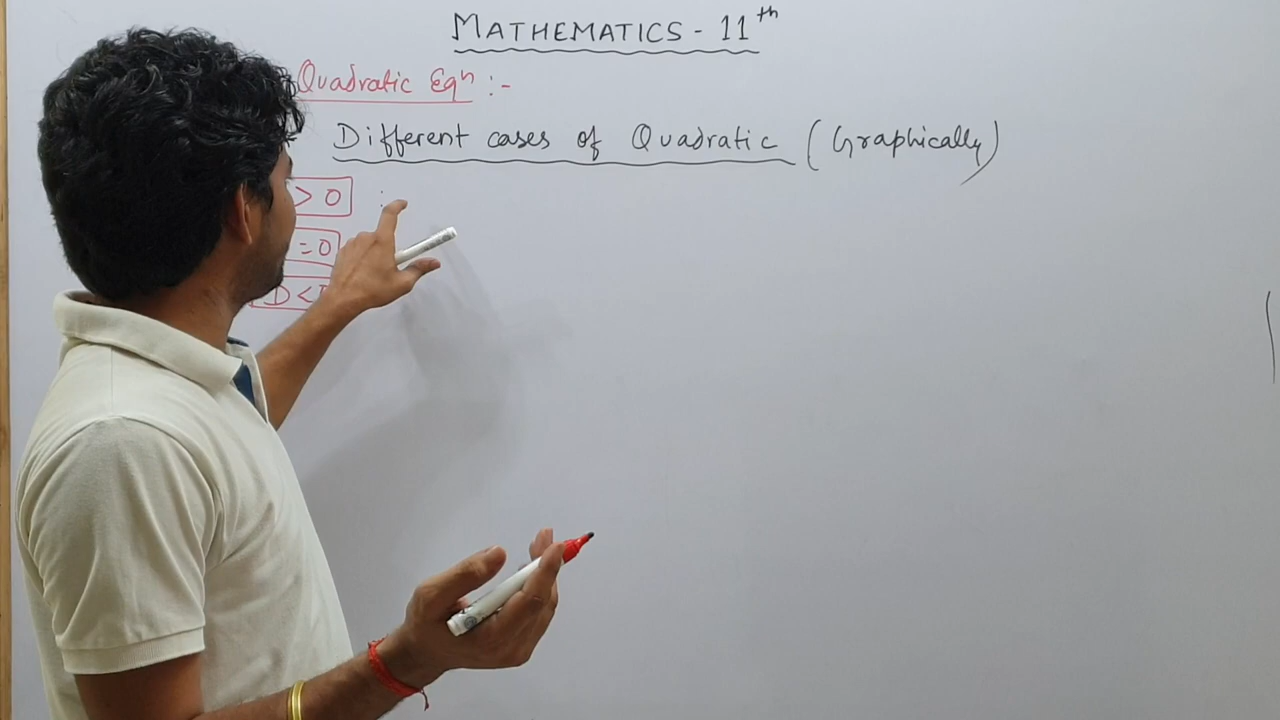 MATHEMATICS - 11th
Quadratic Eqn :-
Different cases of Quadratic (Graphically)
> 0 :
= 0
D <